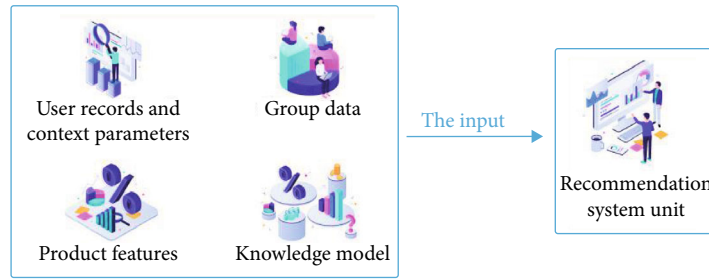 User records and
context parameters
Group data
Product features
Knowledge model
The input
Recommendation
system unit